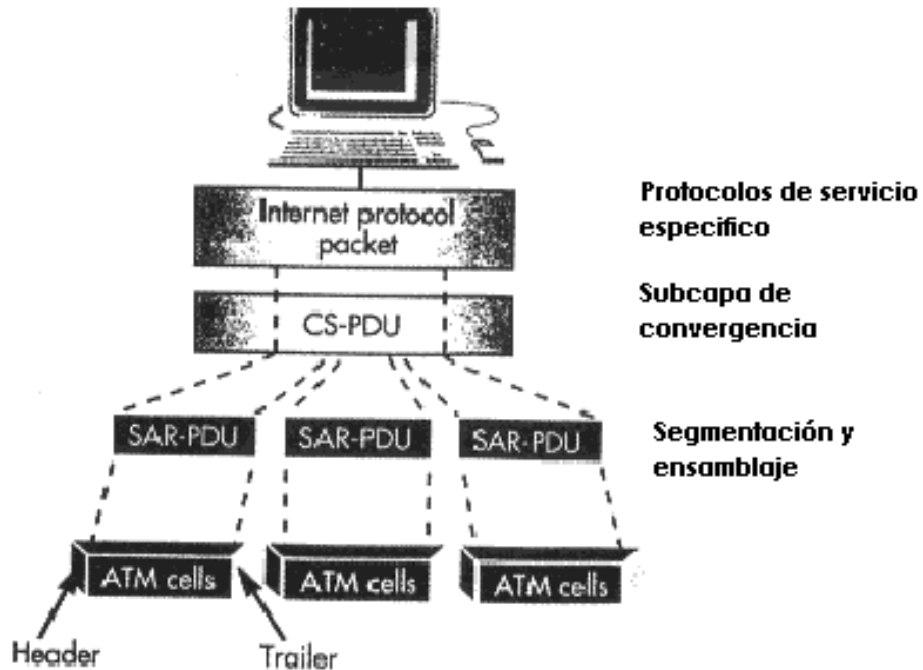 Internet protocol
packet
Protocolos de servicio
especifico
CS-PDU
Subcapa de
convergencia
SAR-PDU
SAR-PDU
SAR-PDU
Segmentación y
ensamblaje
ATM cells
ATM cells
ATM cells
Header
Trailer